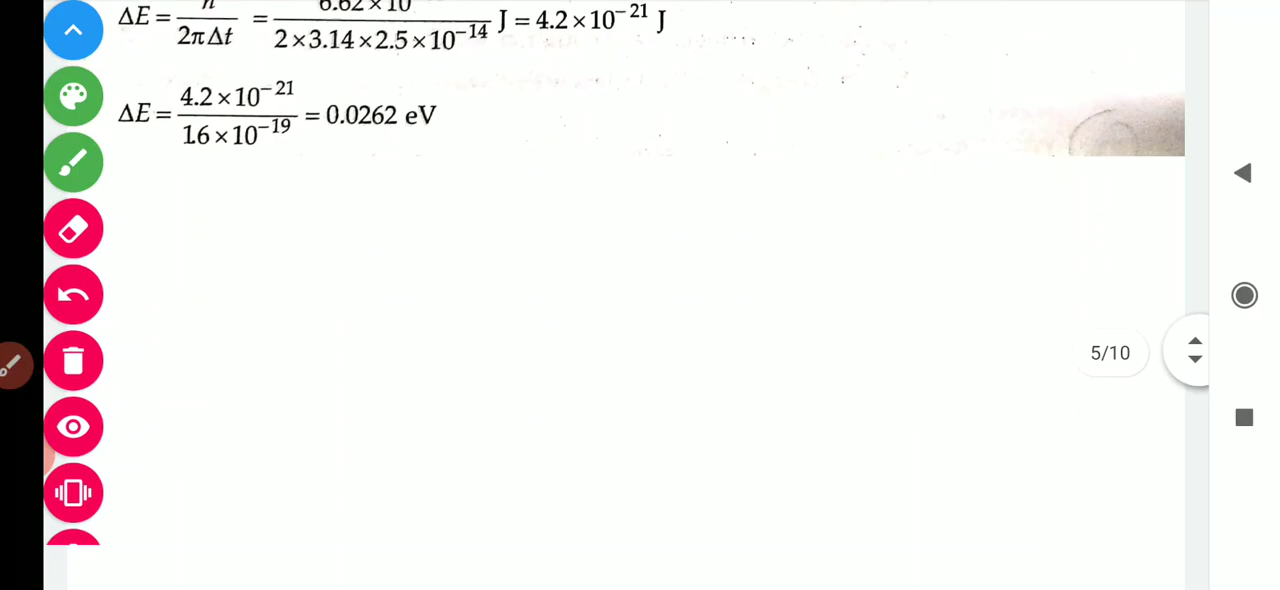 ΔE = h / 2πΔt = 6.62 × 10 / 2 × 3.14 × 2.5 × 10⁻¹⁴ J = 4.2 × 10⁻²¹ J
ΔE = 4.2 × 10⁻²¹ / 1.6 × 10⁻¹⁹ = 0.0262 eV
5/10